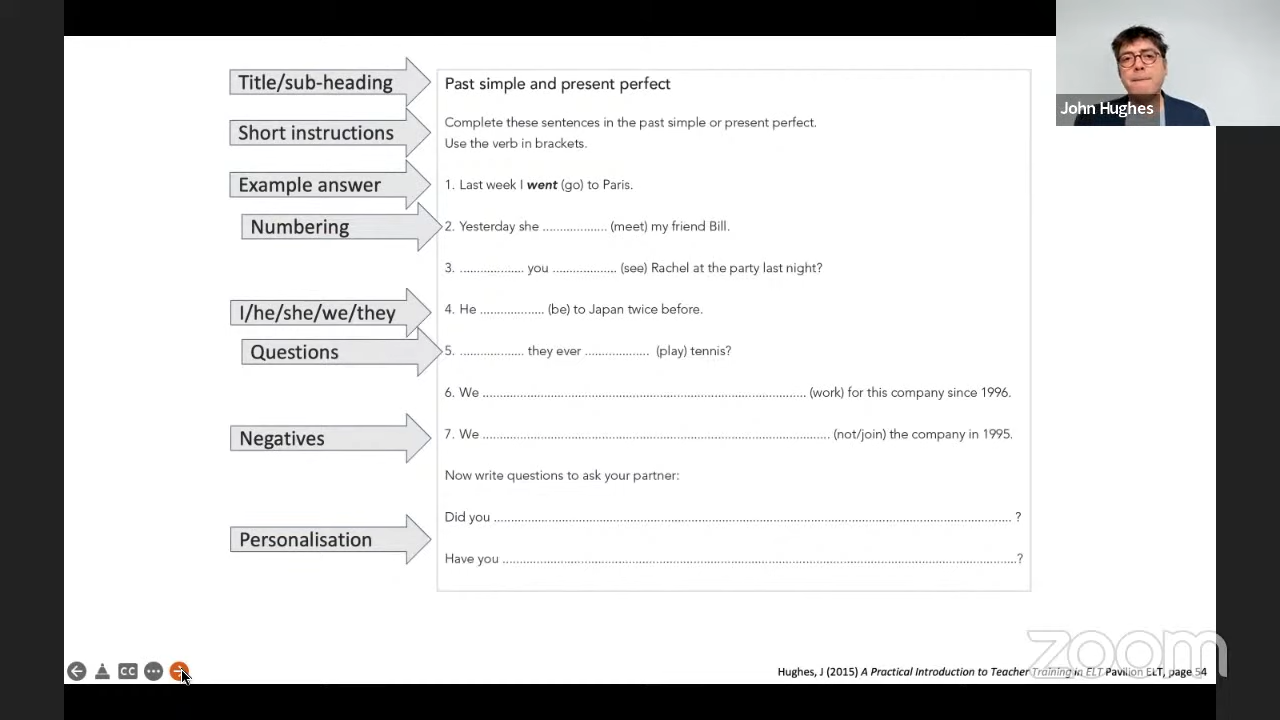 John Hughes
Title/sub-heading
Past simple and present perfect
Short instructions
Complete these sentences in the past simple or present perfect.
Use the verb in brackets.
Example answer
1. Last week I went (go) to Paris.
Numbering
2. Yesterday she ................... (meet) my friend Bill.
3. ................... you ................... (see) Rachel at the party last night?
I/he/she/we/they
4. He ................... (be) to Japan twice before.
Questions
5. ................... they ever ................... (play) tennis?
6. We ................................................................................................ (work) for this company since 1996.
Negatives
7. We ....................................................................................................... (not/join) the company in 1995.
Now write questions to ask your partner:
Did you ......................................................................................................................................................... ?
Personalisation
Have you .........................................................................................................................................................?
CC
zoom
Hughes, J (2015) A Practical Introduction to Teacher Training in ELT Pavilion ELT, page 54